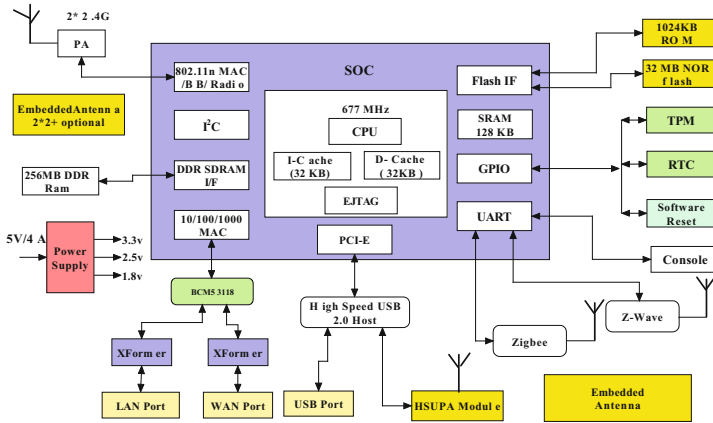 2* 2 .4G
PA
802.11n MAC
/B B/ Radi o
EmbeddedAntenn a
2*2+ optional
I2C
256MB DDR
Ram
DDR SDRAM
I/F
10/100/1000
MAC
5V/4 A
Power
Supply
3.3v
2.5v
1.8v
SOC
677 MHz
CPU
I-C ache
(32 KB)
D- Cache
( 32KB )
EJTAG
PCI-E
Flash IF
SRAM
128 KB
GPIO
UART
1024KB
RO M
32 MB NOR
f lash
TPM
RTC
Software
Reset
Console
Z-Wave
Zigbee
BCM5 3118
XForm er
XForm er
LAN Port
WAN Port
H igh Speed USB
2.0 Host
USB Port
HSUPA Modul e
Embedded
Antenna